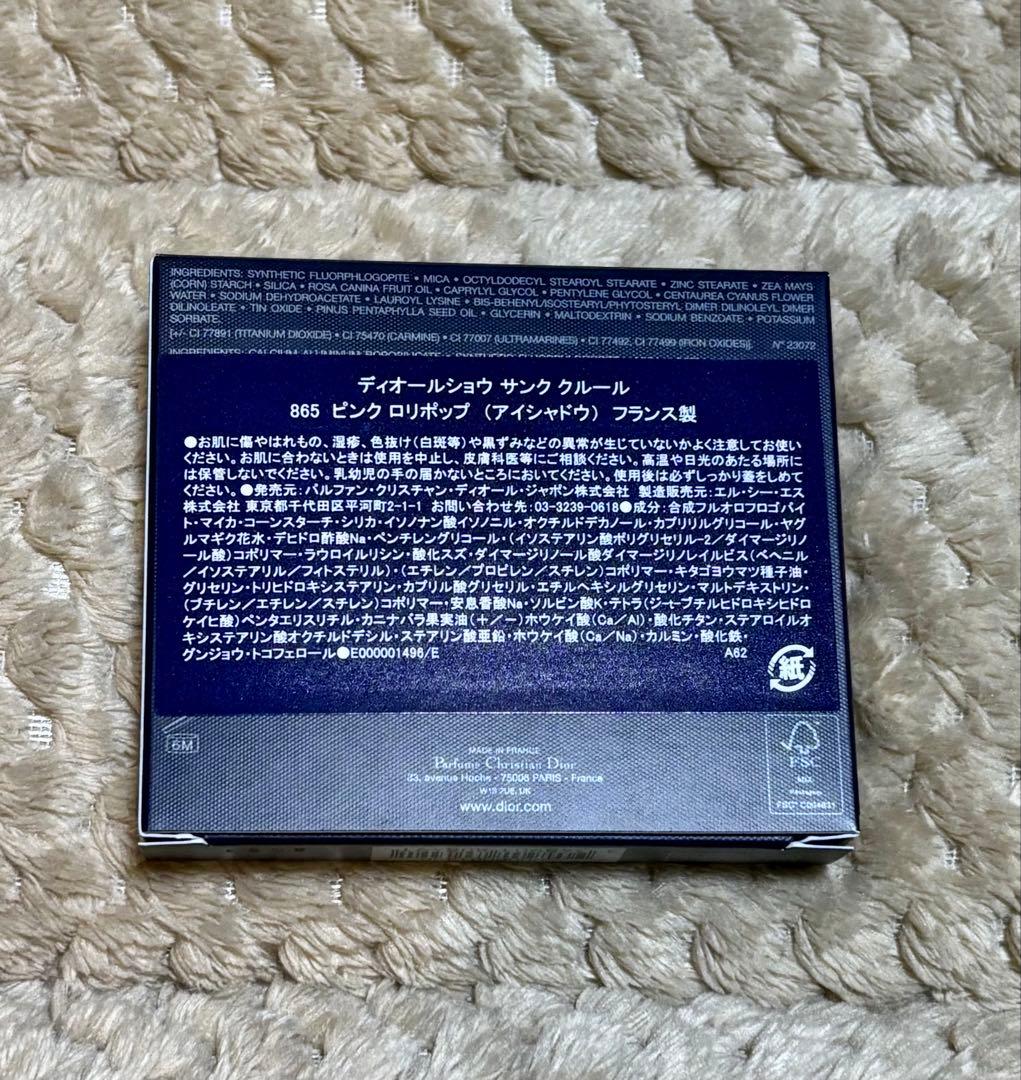 INGREDIENTS: SYNTHETIC FLUORPHLOGOPITE • MICA • OCTYLDODECYL STEAROYL STEARATE • ZINC STEARATE • ZEA MAYS
(CORN) STARCH • SILICA • ROSA CANINA FRUIT OIL • CAPRYLYL GLYCOL • PENTYLENE GLYCOL • CENTAUREA CYANUS FLOWER
WATER • SODIUM DEHYDROACETATE • LAUROYL LYSINE • BIS-BEHENYL/ISOSTEARYL/PHYTOSTERYL DIMER DILINOLEYL DIMER
DILINOLEATE • TIN OXIDE • PINUS PENTAPHYLLA SEED OIL • GLYCERIN • MALTODEXTRIN • SODIUM BENZOATE • POTASSIUM
SORBATE.
[+/- CI 77891 (TITANIUM DIOXIDE) • CI 75470 (CARMINE) • CI 77007 (ULTRAMARINES) • CI 77492, CI 77499 (IRON OXIDES)]. N° 23072
ディオールショウ サンク クルール
865 ピンク ロリポップ (アイシャドウ) フランス製
●お肌に傷やはれもの、湿疹、色抜け(白斑等)や黒ずみなどの異常が生じていないかよく注意してお使い
ください。お肌に合わないときは使用を中止し、皮膚科医等にご相談ください。高温や日光のあたる場所に
は保管しないでください。乳幼児の手の届かないところにおいてください。使用後は必ずしっかり蓋をしめて
ください。●発売元:パルファン・クリスチャン・ディオール・ジャポン株式会社 製造販売元:エル・シー・エス
株式会社 東京都千代田区平河町2-1-1 お問い合わせ先:03-3239-0618●成分:合成フルオロフロゴパイ
ト・マイカ・コーンスターチ・シリカ・イソノナン酸イソノニル・オクチルドデカノール・カプリリルグリコール・ヤグ
ルマギク花水・デヒドロ酢酸Na・ペンチレングリコール・(イソステアリン酸ポリグリセリル-2/ダイマージリノ
ール酸)コポリマー・ラウロイルリシン・酸化スズ・ダイマージリノール酸ダイマージリノレイルビス(ベヘニル
/イソステアリル/フィトステリル)・(エチレン/プロピレン/スチレン)コポリマー・キタゴヨウマツ種子油・
グリセリン・トリヒドロキシステアリン・カプリル酸グリセリル・エチルヘキシルグリセリン・マルトデキストリン・
(ブチレン/エチレン/スチレン)コポリマー・安息香酸Na・ソルビン酸K・テトラ(ジ-t-ブチルヒドロキシヒドロ
ケイヒ酸)ペンタエリスリチル・カニナバラ果実油(+/-)ホウケイ酸(Ca/Al)・酸化チタン・ステアロイルオ
キシステアリン酸オクチルドデシル・ステアリン酸亜鉛・ホウケイ酸(Ca/Na)・カルミン・酸化鉄・
グンジョウ・トコフェロール●E000001496/E A62
紙
6M
MADE IN FRANCE
Parfums Christian Dior
33, avenue Hoche - 75008 PARIS - France
W1S 2UE, UK
www.dior.com
FSC
MIX
Packaging
FSC® C004631